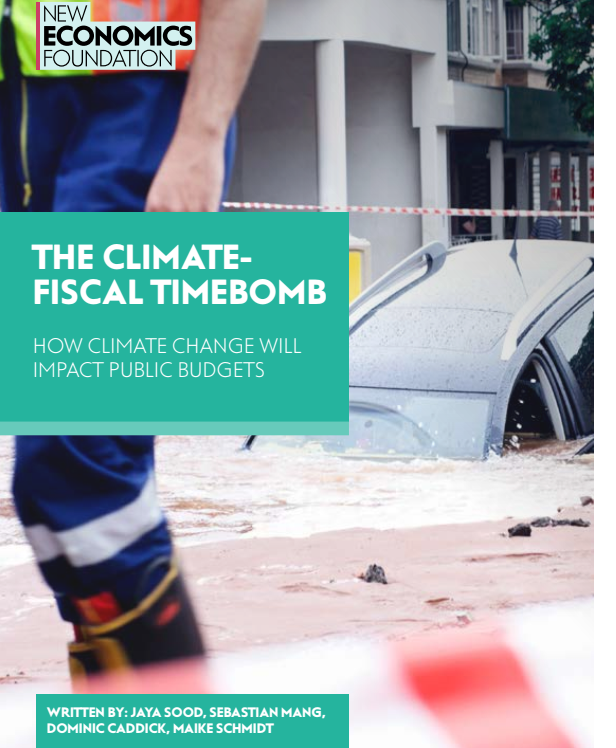 NEW
ECONOMICS
FOUNDATION
THE CLIMATE-
FISCAL TIMEBOMB
HOW CLIMATE CHANGE WILL
IMPACT PUBLIC BUDGETS
WRITTEN BY: JAYA SOOD, SEBASTIAN MANG,
DOMINIC CADDICK, MAIKE SCHMIDT